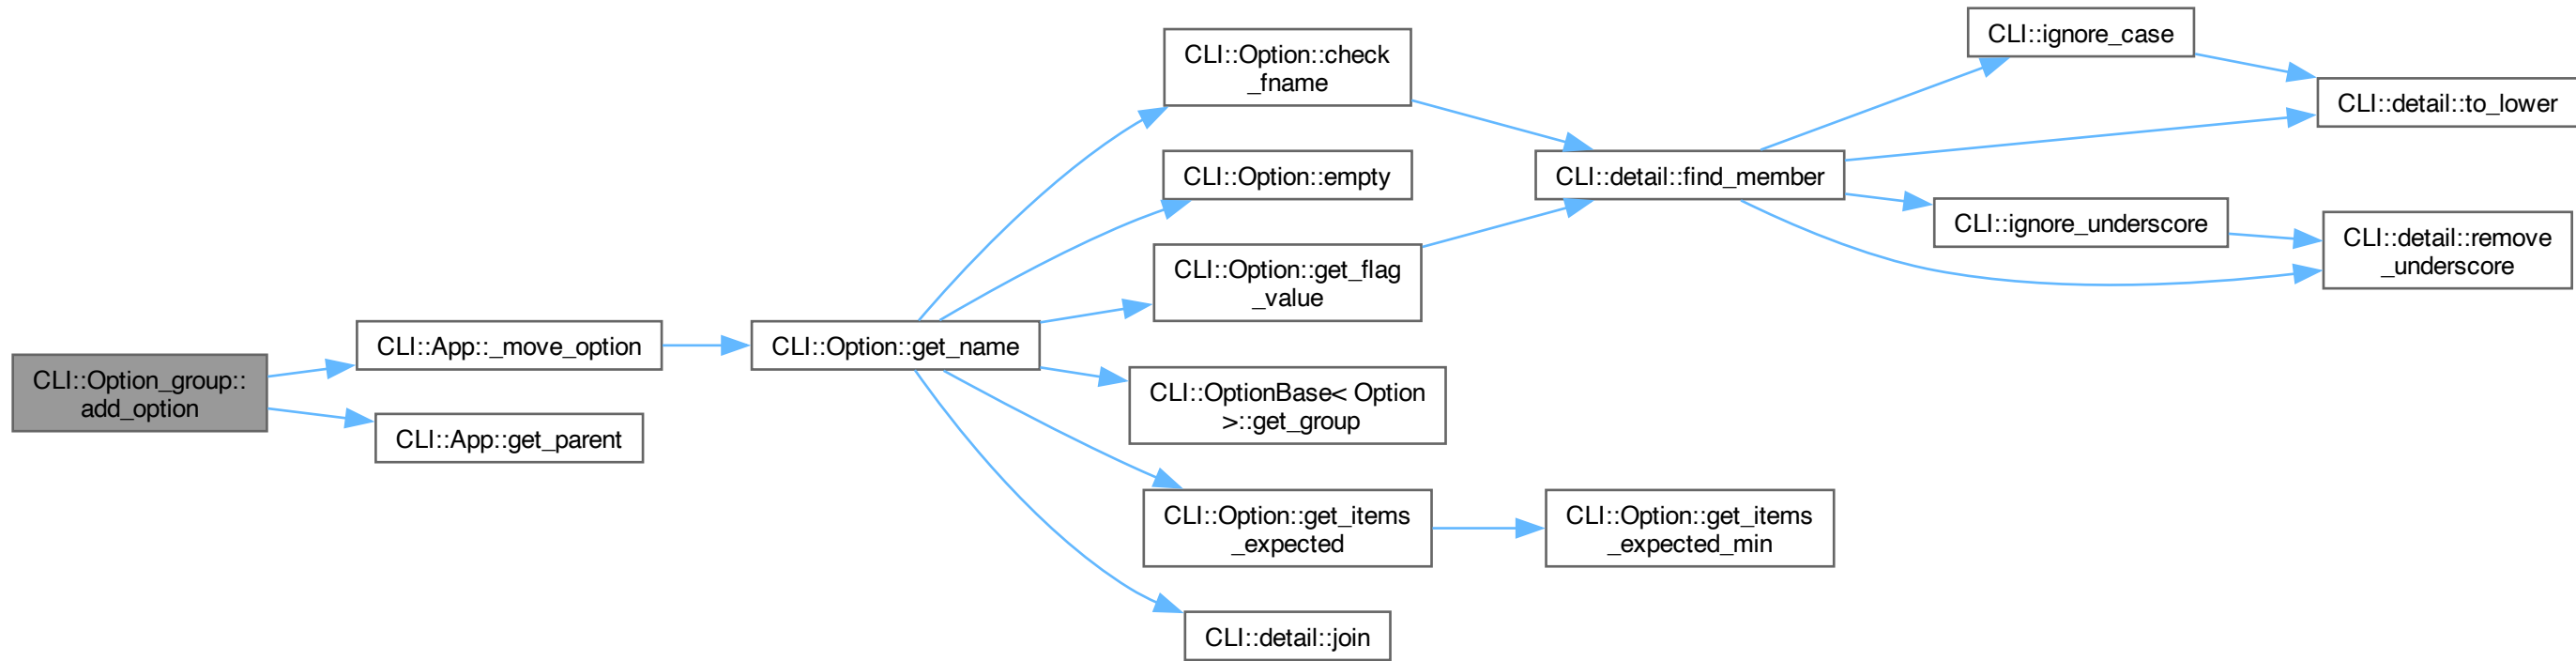 CLI::Option_group::
add_option
CLI::App::_move_option
CLI::App::get_parent
CLI::Option::get_name
CLI::Option::check
_fname
CLI::Option::empty
CLI::Option::get_flag
_value
CLI::OptionBase< Option
>::get_group
CLI::Option::get_items
_expected
CLI::detail::join
CLI::detail::find_member
CLI::Option::get_items
_expected_min
CLI::ignore_case
CLI::ignore_underscore
CLI::detail::to_lower
CLI::detail::remove
_underscore